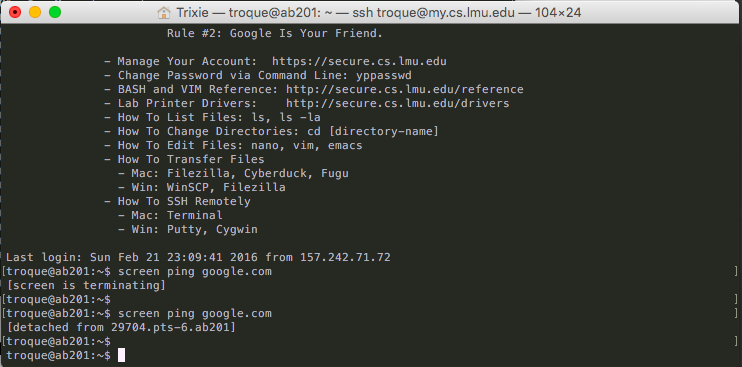 Trixie — troque@ab201: ~ — ssh troque@my.cs.lmu.edu — 104×24
Rule #2: Google Is Your Friend.
- Manage Your Account:  https://secure.cs.lmu.edu
- Change Password via Command Line: yppasswd
- BASH and VIM Reference: http://secure.cs.lmu.edu/reference
- Lab Printer Drivers:    http://secure.cs.lmu.edu/drivers
- How To List Files: ls, ls -la
- How To Change Directories: cd [directory-name]
- How To Edit Files: nano, vim, emacs
- How To Transfer Files
- Mac: Filezilla, Cyberduck, Fugu
- Win: WinSCP, Filezilla
- How To SSH Remotely
- Mac: Terminal
- Win: Putty, Cygwin
Last login: Sun Feb 21 23:09:41 2016 from 157.242.71.72
[troque@ab201:~$ screen ping google.com ]
[screen is terminating]
[troque@ab201:~$ ]
[troque@ab201:~$ screen ping google.com ]
[detached from 29704.pts-6.ab201]
[troque@ab201:~$ ]
troque@ab201:~$